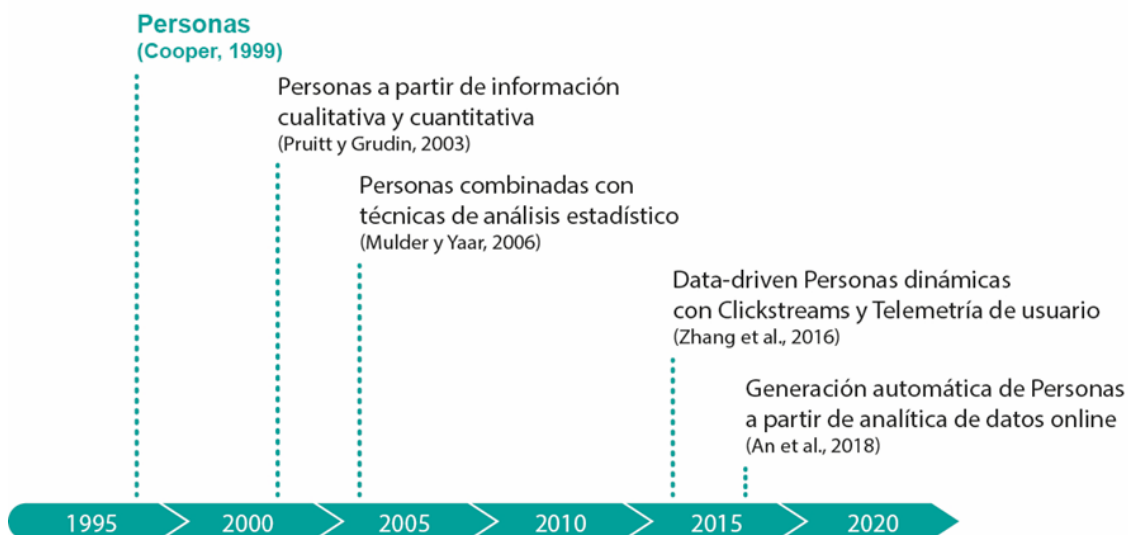 Personas
(Cooper, 1999)
Personas a partir de información
cualitativa y cuantitativa
(Pruitt y Grudin, 2003)
Personas combinadas con
técnicas de análisis estadístico
(Mulder y Yaar, 2006)
Data-driven Personas dinámicas
con Clickstreams y Telemetría de usuario
(Zhang et al., 2016)
Generación automática de Personas
a partir de analítica de datos online
(An et al., 2018)
1995 2000 2005 2010 2015 2020